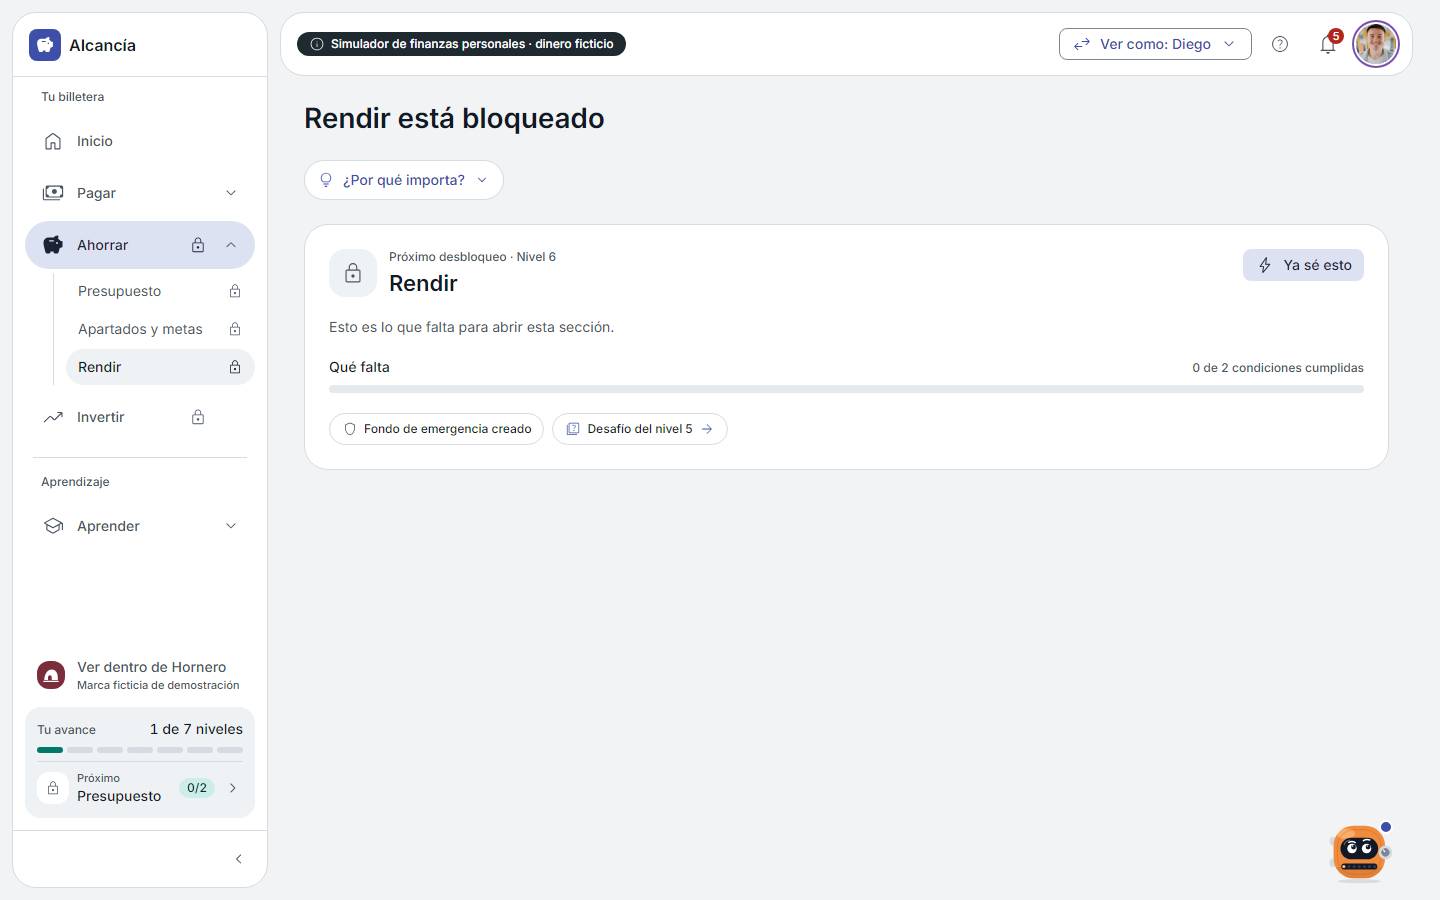 Alcancía
Simulador de finanzas personales · dinero ficticio
Ver como: Diego
5
Tu billetera
Inicio
Pagar
Ahorrar
Presupuesto
Apartados y metas
Rendir
Invertir
Aprendizaje
Aprender
Ver dentro de Hornero
Marca ficticia de demostración
Tu avance
1 de 7 niveles
Próximo
Presupuesto
0/2
Rendir está bloqueado
¿Por qué importa?
Próximo desbloqueo · Nivel 6
Rendir
Ya sé esto
Esto es lo que falta para abrir esta sección.
Qué falta
0 de 2 condiciones cumplidas
Fondo de emergencia creado
Desafío del nivel 5